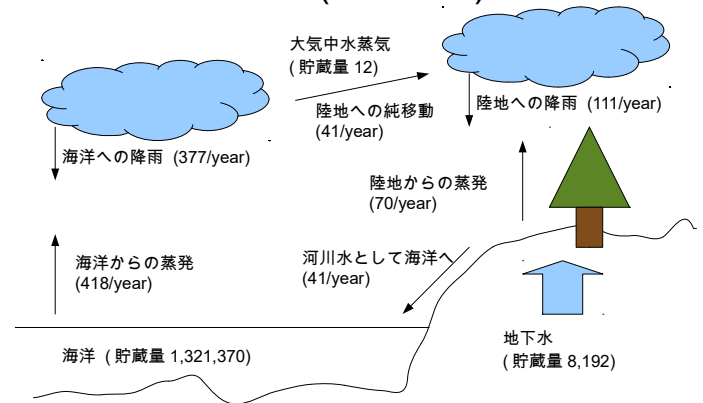 大気中水蒸気
(貯蔵量 12)
陸地への純移動
(41/year)
陸地への降雨 (111/year)
海洋への降雨 (377/year)
陸地からの蒸発
(70/year)
海洋からの蒸発
(418/year)
河川水として海洋へ
(41/year)
地下水
(貯蔵量 8,192)
海洋 (貯蔵量 1,321,370)